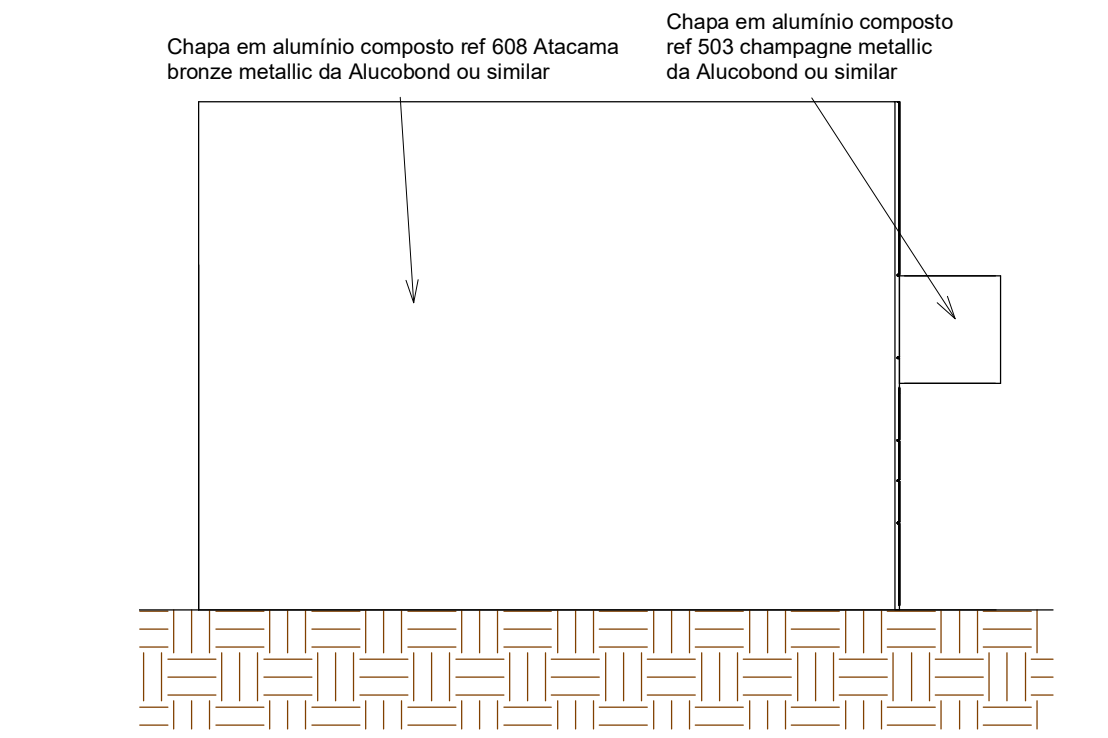 Chapa em alumínio composto ref 608 Atacama
bronze metallic da Alucobond ou similar
Chapa em alumínio composto
ref 503 champagne metallic
da Alucobond ou similar